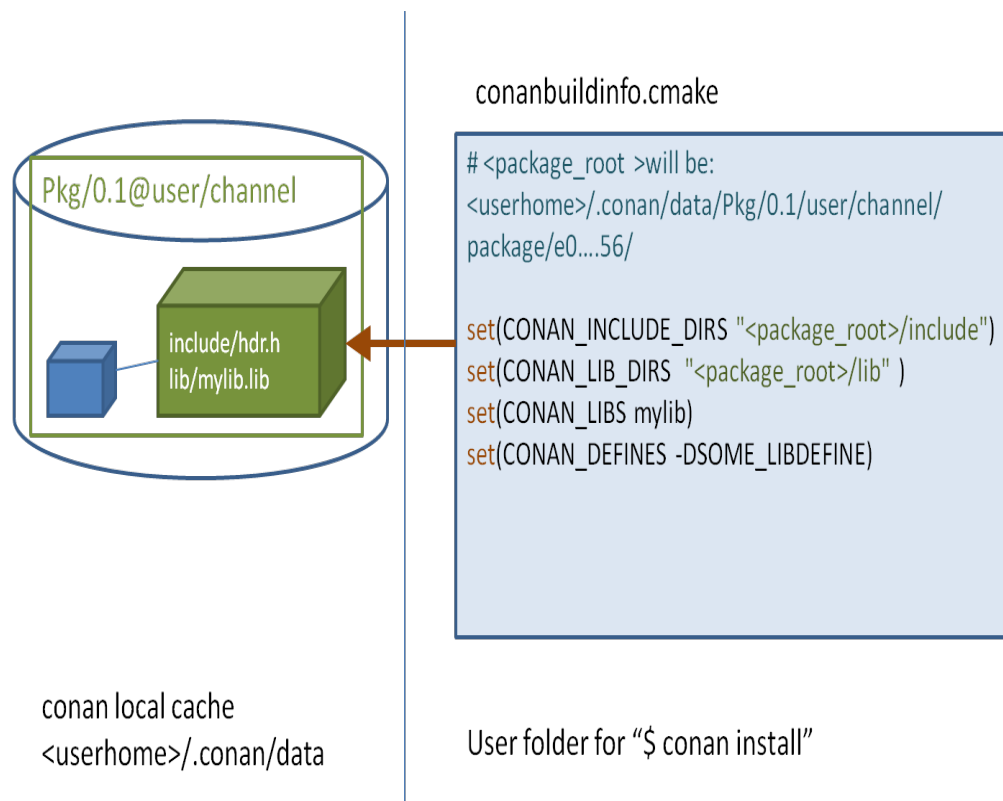 conanbuildinfo.cmake
Pkg/0.1@user/channel
include/hdr.h
lib/mylib.lib
# <package_root >will be:
<userhome>/.conan/data/Pkg/0.1/user/channel/
package/e0....56/
set(CONAN_INCLUDE_DIRS "<package_root>/include")
set(CONAN_LIB_DIRS "<package_root>/lib" )
set(CONAN_LIBS mylib)
set(CONAN_DEFINES -DSOME_LIBDEFINE)
conan local cache
<userhome>/.conan/data
User folder for “$ conan install”